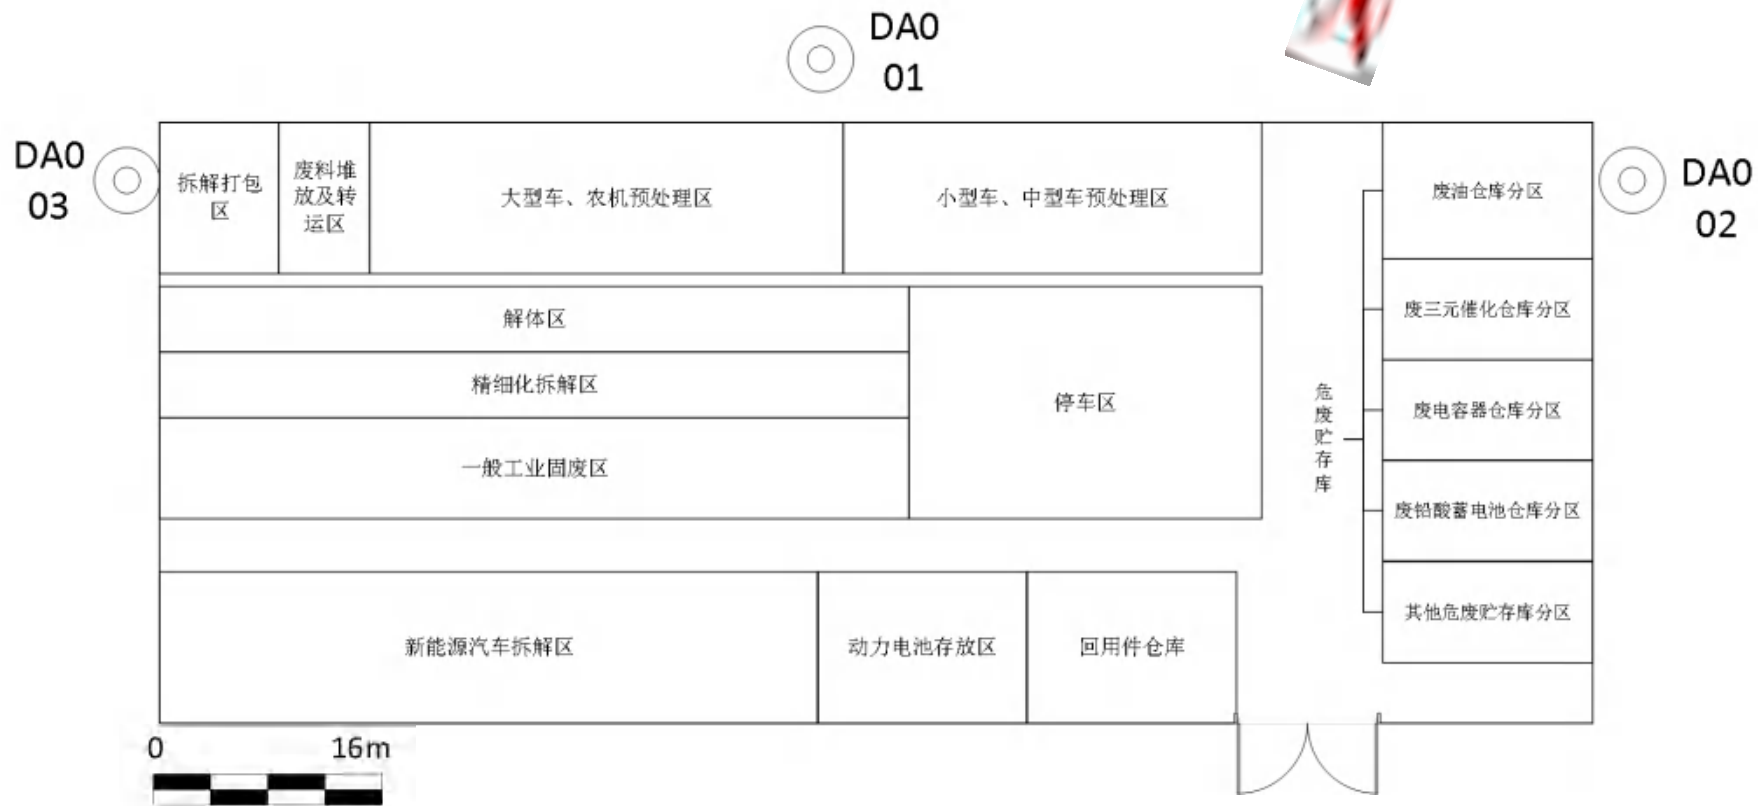 DA0
01
DA0
03
拆解打包
区
废料堆
放及转
运区
大型车、农机预处理区
小型车、中型车预处理区
废油仓库分区
DA0
02
解体区
精细化拆解区
一般工业固废区
停车区
危
废
贮
存
库
废三元催化仓库分区
废电容器仓库分区
废铅酸蓄电池仓库分区
其他危废贮存库分区
新能源汽车拆解区
动力电池存放区
回用件仓库
0
16m